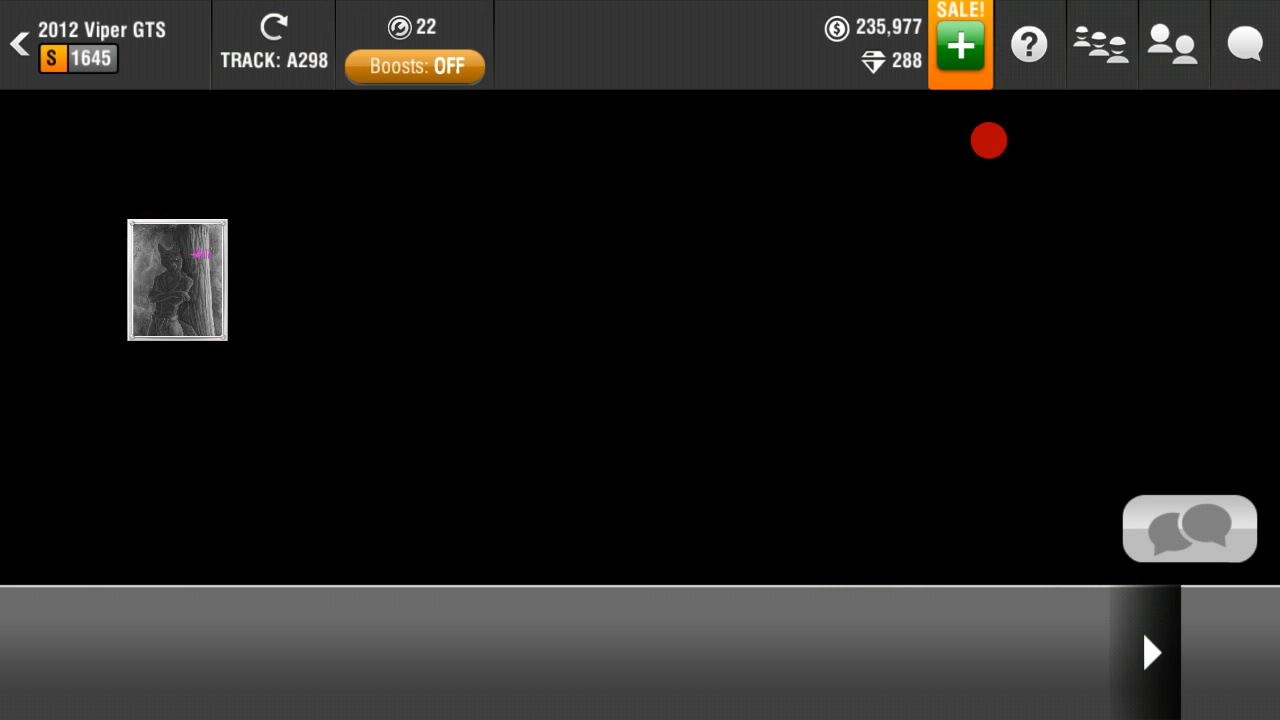 2012 Viper GTS
S 1645
TRACK: A298
22
Boosts: OFF
235,977
288
SALE!